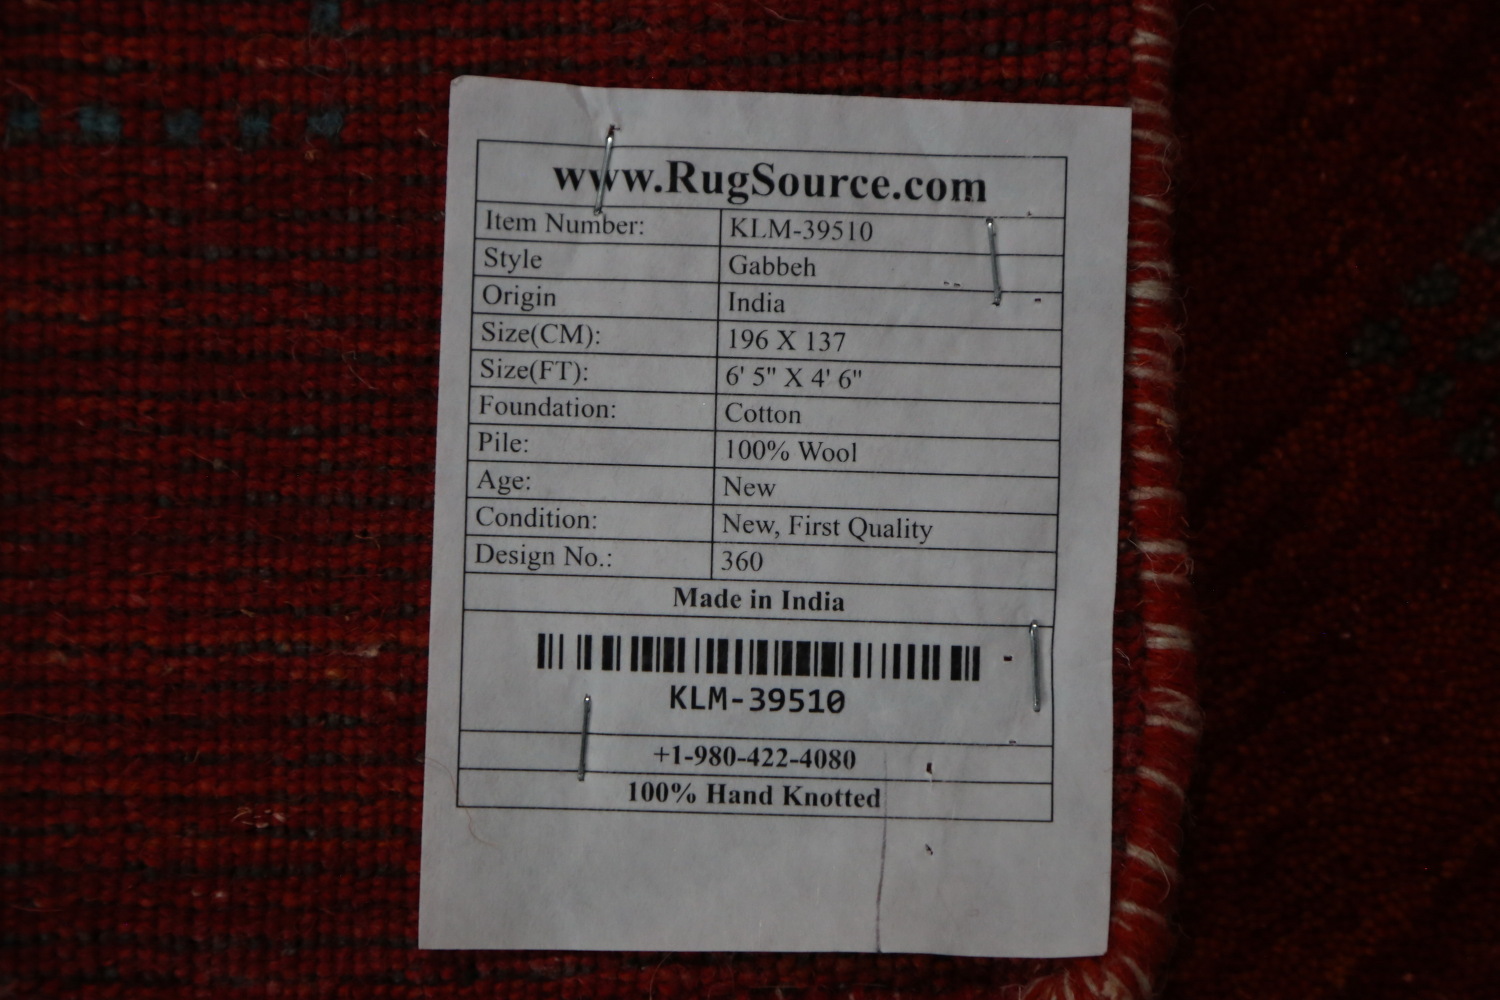 www.RugSource.com
Item Number: KLM-39510
Style Gabbeh
Origin India
Size(CM): 196 X 137
Size(FT): 6' 5" X 4' 6"
Foundation: Cotton
Pile: 100% Wool
Age: New
Condition: New, First Quality
Design No.: 360
Made in India
KLM-39510
+1-980-422-4080
100% Hand Knotted